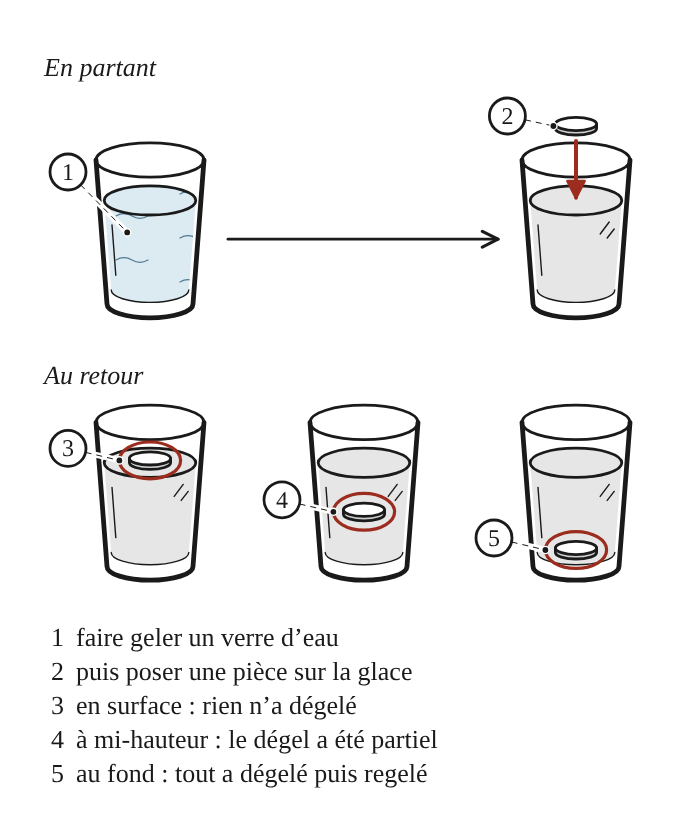 En partant
2
1
Au retour
3
4
5
1 faire geler un verre d’eau
2 puis poser une pièce sur la glace
3 en surface : rien n’a dégelé
4 à mi-hauteur : le dégel a été partiel
5 au fond : tout a dégelé puis regelé